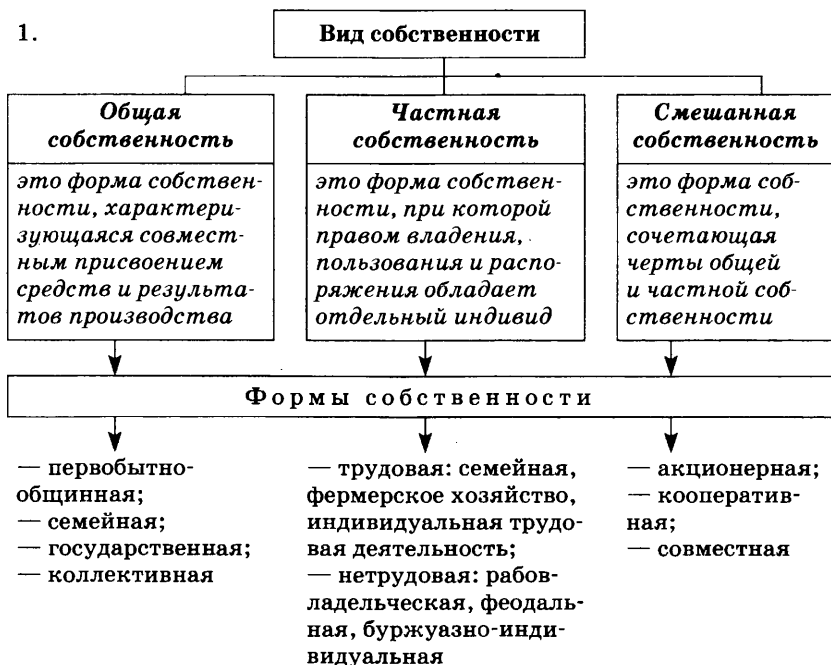 1.
Вид собственности
Общая
собственность
это форма собствен-
ности, характери-
зующаяся совмест-
ным присвоением
средств и результа-
тов производства
Частная
собственность
это форма собствен-
ности, при которой
правом владения,
пользования и распо-
ряжения обладает
отдельный индивид
Смешанная
собственность
это форма соб-
ственности,
сочетающая
черты общей
и частной соб-
ственности
Формы собственности
— первобытно-
общинная;
— семейная;
— государственная;
— коллективная
— трудовая: семейная,
фермерское хозяйство,
индивидуальная трудо-
вая деятельность;
— нетрудовая: рабов-
ладельческая, феодаль-
ная, буржуазно-инди-
видуальная
— акционерная;
— кооператив-
ная;
— совместная